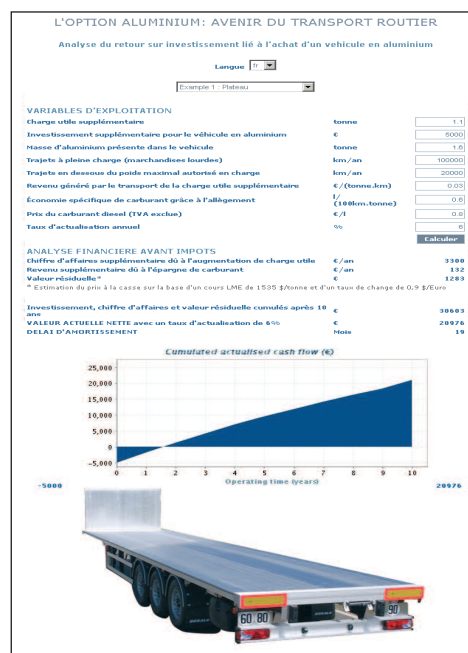 L'OPTION ALUMINIUM: AVENIR DU TRANSPORT ROUTIER
Analyse du retour sur investissement lié à l'achat d'un vehicule en aluminium
Langue fr
Example 1 : Plateau
VARIABLES D'EXPLOITATION
Charge utile supplémentaire tonne 1.1
Investissement supplémentaire pour le véhicule en aluminium € 5000
Masse d'aluminium présente dans le vehicule tonne 1.6
Trajets à pleine charge (marchandises lourdes) km/an 100000
Trajets en dessous du poide maximal autorisé en charge km/an 20000
Revenu généré par le transport de la charge utile supplémentaire €/(tonne.km) 0.03
Économie spécifique de carburant grâce à l'allègement l/(100km.tonne) 0.6
Prix du carburant diesel (TVA exclue) €/l 0.8
Taux d'actualisation annuel % 6
Calculer
ANALYSE FINANCIERE AVANT IMPOTS
Chiffre d'affaires supplémentaire dû à l'augmentation de charge utile €/an 3300
Revenu supplémentaire dû à l'épargne de carburant €/an 132
Valeur résiduelle* € 1283
* Estimation du prix à la casse sur la base d'un cours LME de 1535 $/tonne et d'un taux de change de 0,9 $/Euro
Investissement, chiffre d'affaires et valeur résiduelle cumulés après 10 ans € 30603
VALEUR ACTUELLE NETTE avec un taux d'actualisation de 6% € 20976
DELAI D'AMORTISSEMENT Mois 19
Cumulated actualised cash flow (€)
25,000
20,000
15,000
10,000
5,000
0
-5,000
0 1 2 3 4 5 6 7 8 9 10
Operating time (years)
-5000 20976
60 80 90